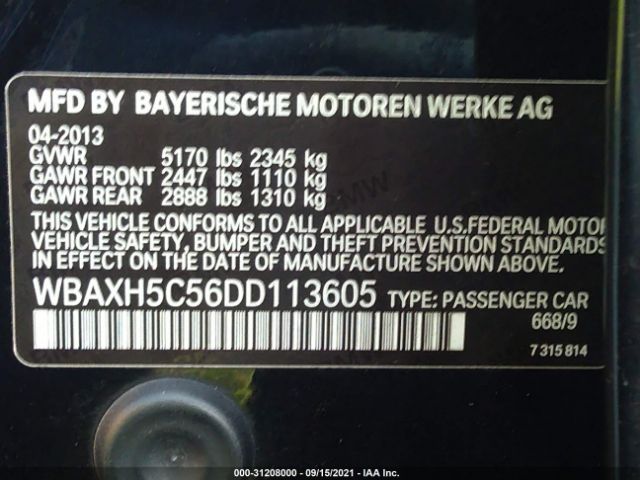 MFD BY BAYERISCHE MOTOREN WERKE AG
04-2013
GVWR 5170 lbs 2345 kg
GAWR FRONT 2447 lbs 1110 kg
GAWR REAR 2888 lbs 1310 kg
THIS VEHICLE CONFORMS TO ALL APPLICABLE U.S.FEDERAL MOTOR
VEHICLE SAFETY, BUMPER AND THEFT PREVENTION STANDARDS
IN EFFECT ON THE DATE OF MANUFACTURE SHOWN ABOVE.
WBAXH5C56DD113605 TYPE: PASSENGER CAR
668/9
7 315 814
000-31208000 - 09/15/2021 - IAA Inc.